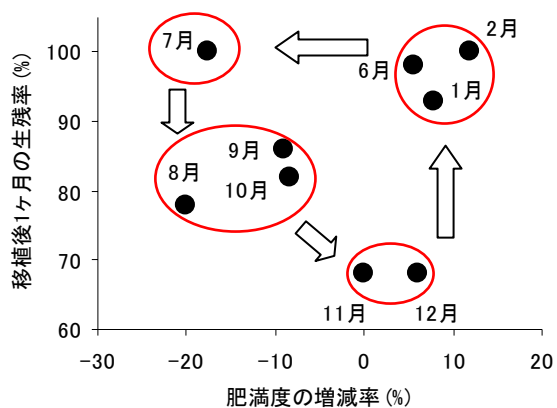 移植後1ヶ月の生残率(%)
100
90
80
70
60
7月
2月
6月
1月
9月
8月
10月
11月
12月
-30
-20
-10
0
10
20
肥満度の増減率(%)